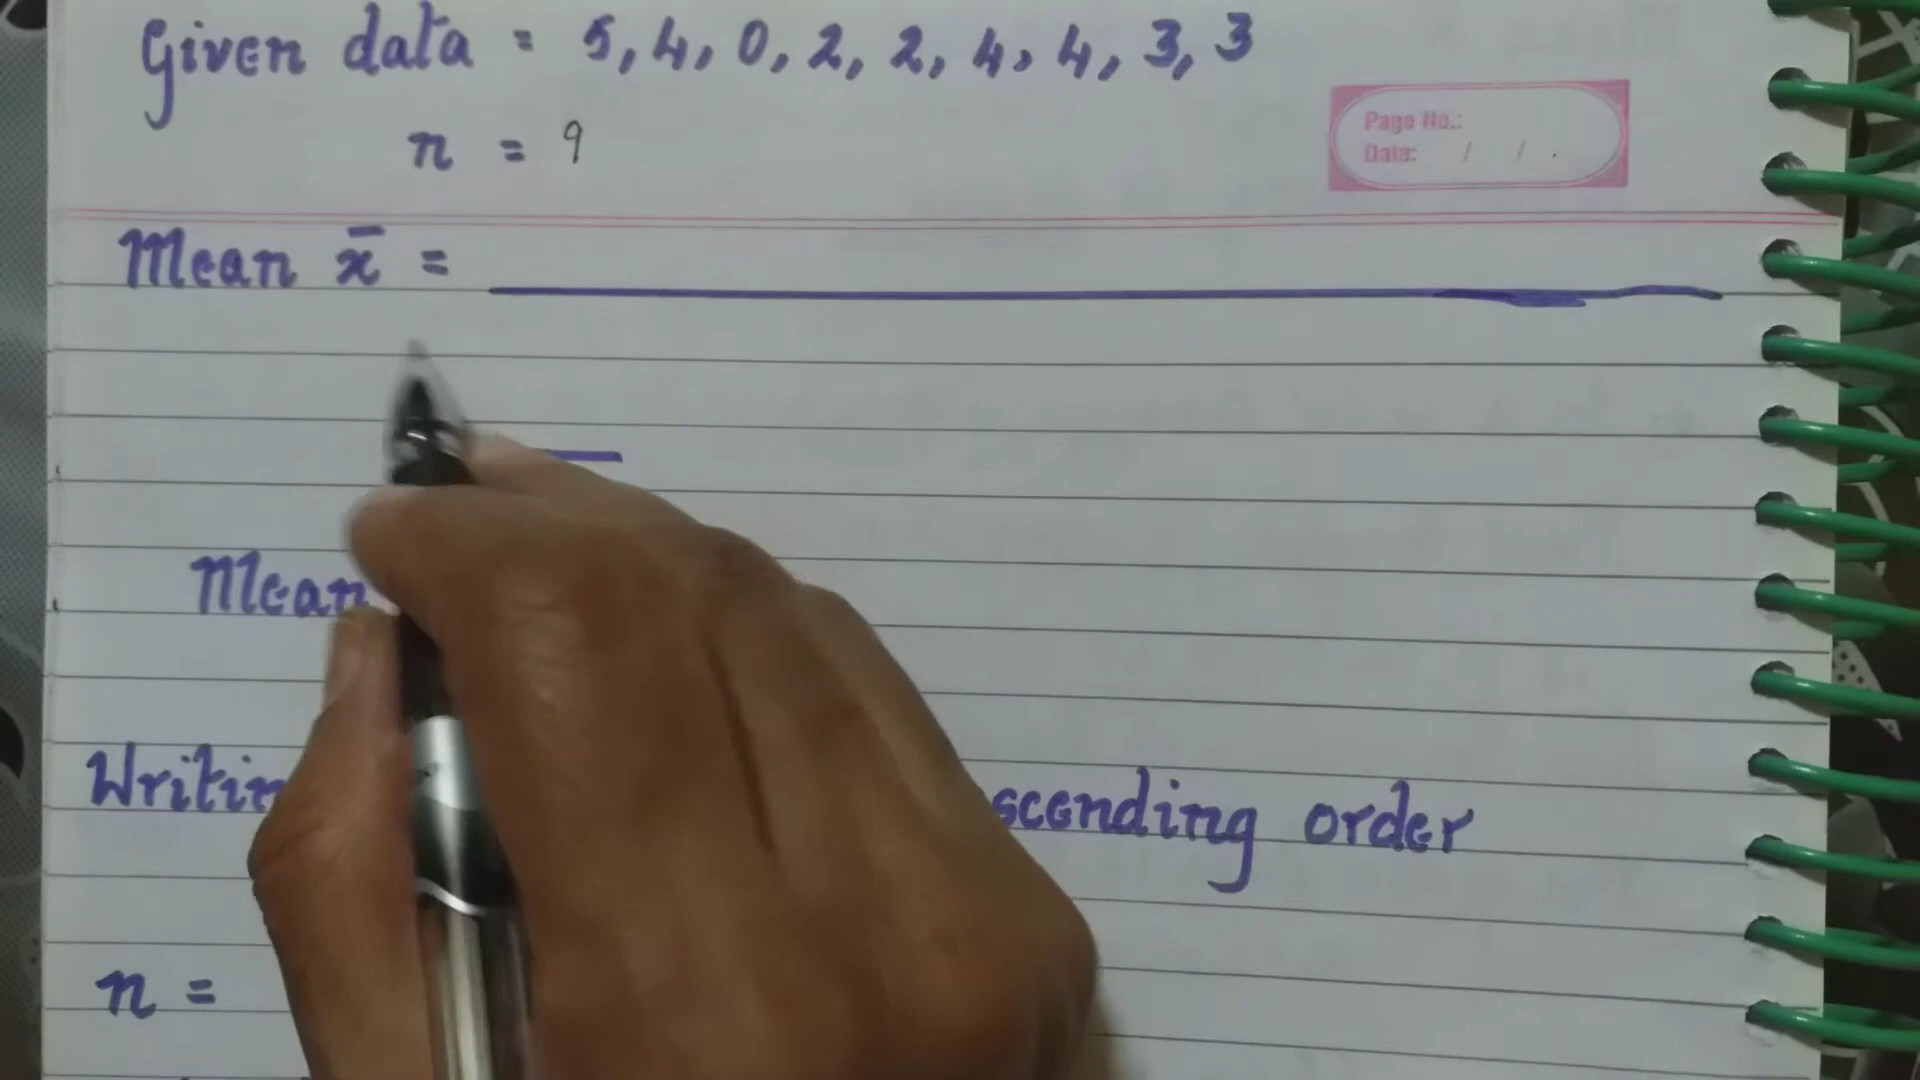 Given data = 5, 4, 0, 2, 2, 4, 4, 3, 3
n = 9
Page No.:
Date: / /
Mean x̄ =
Mean
scending order
n =